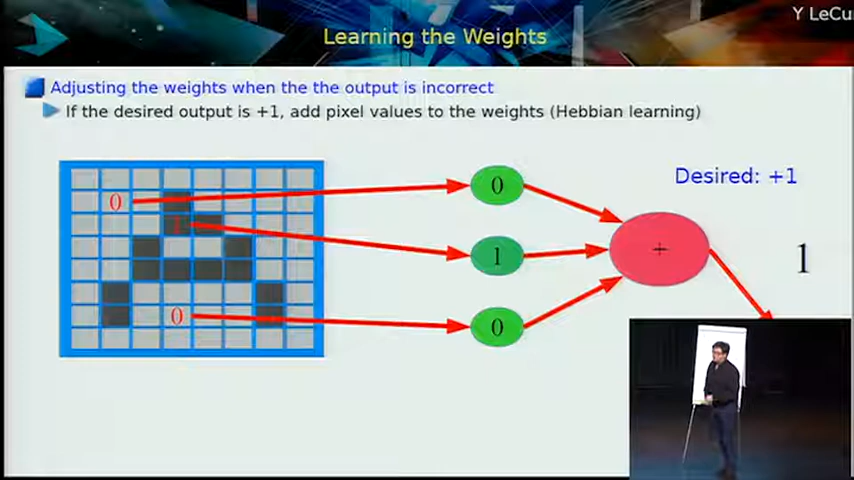 Y LeCu
Learning the Weights
Adjusting the weights when the the output is incorrect
If the desired output is +1, add pixel values to the weights (Hebbian learning)
Desired: +1
0
0
1
1
+
1
0
0